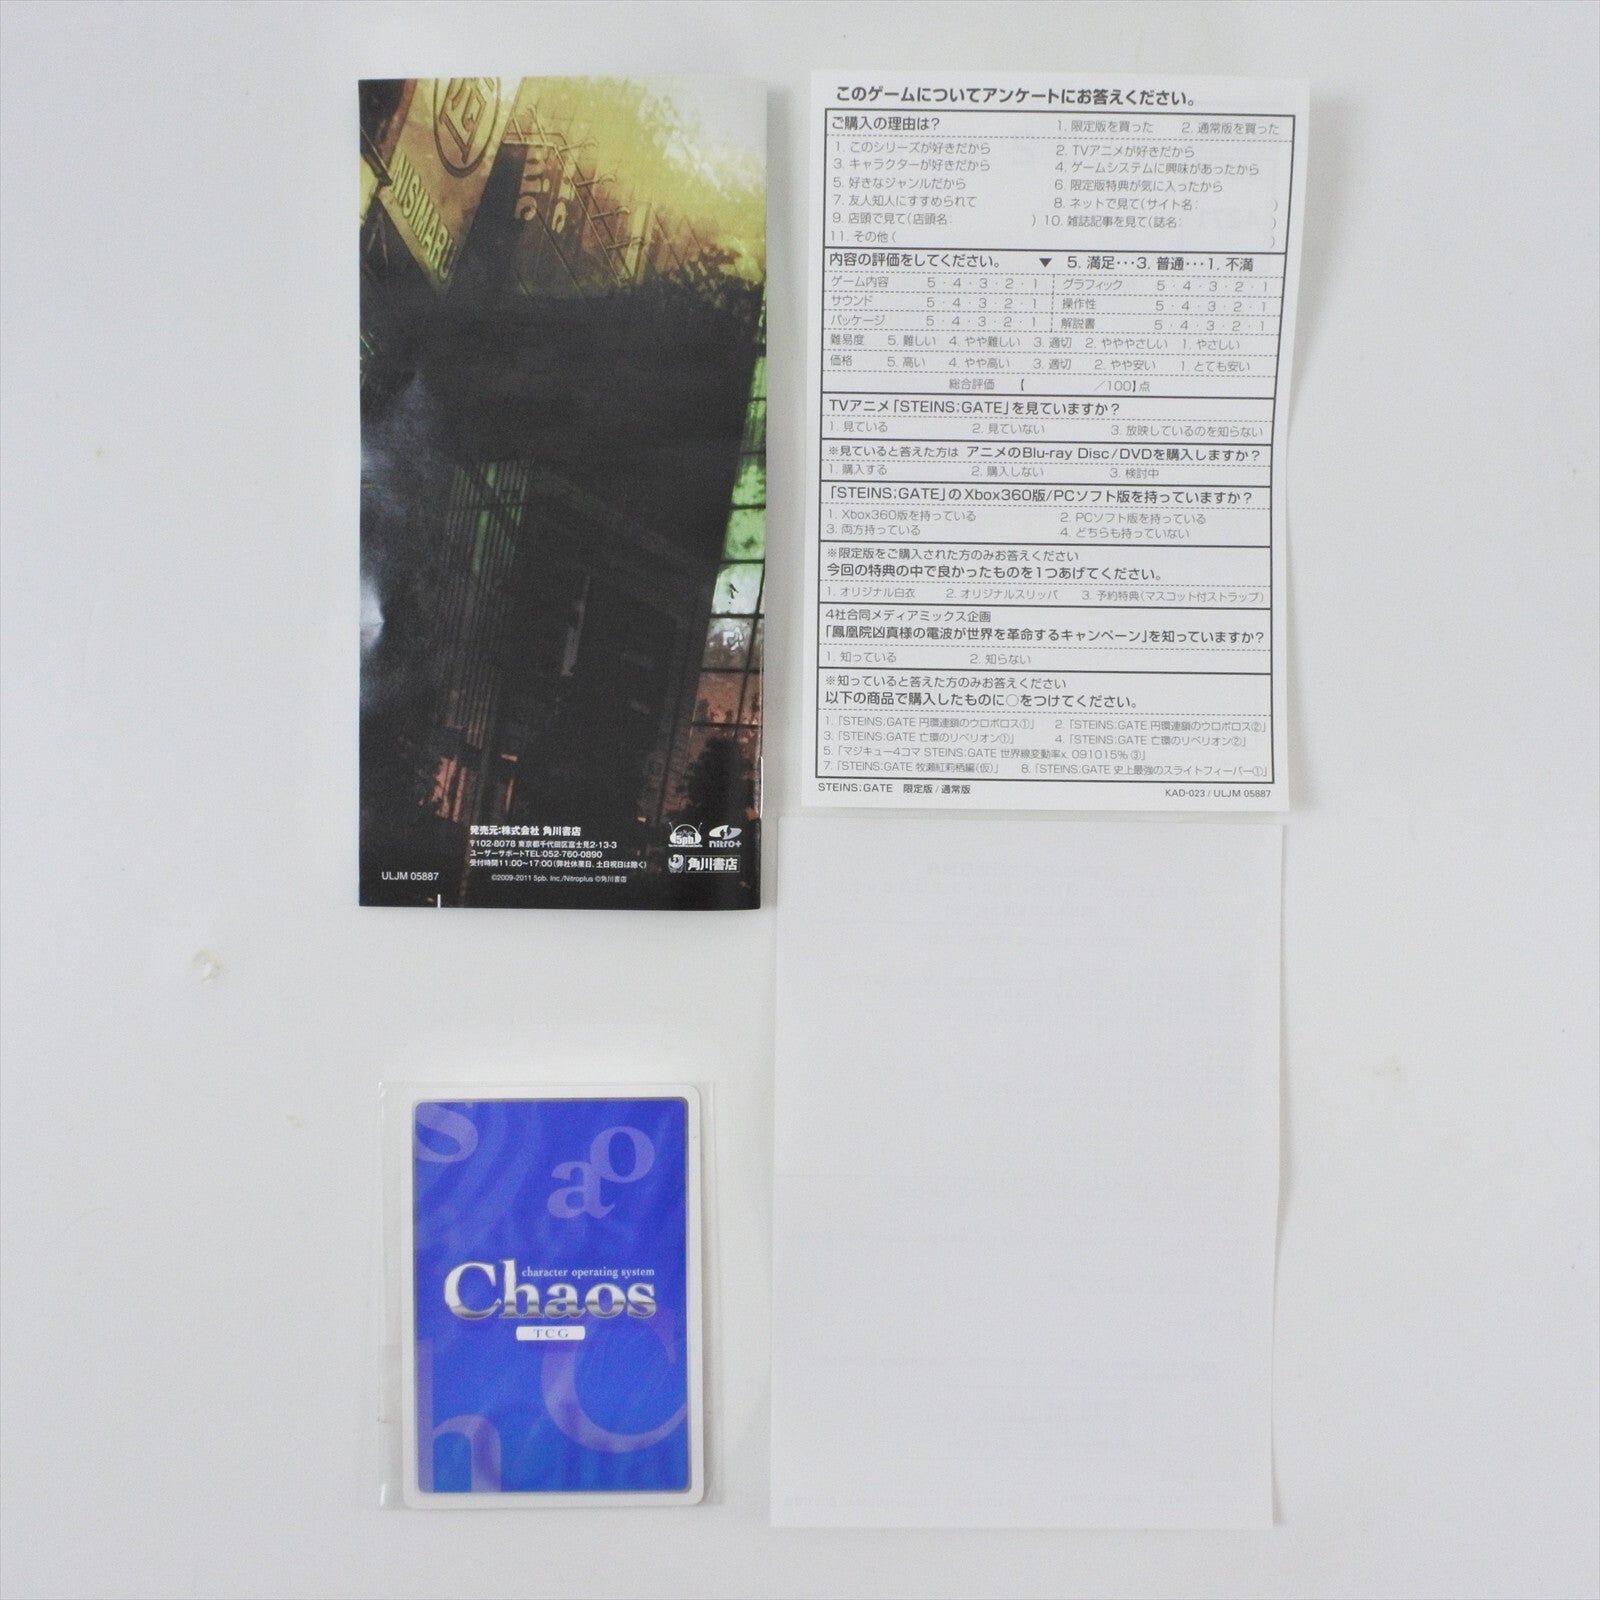 NISIMARU
発売元:株式会社 角川書店
〒102-8078 東京都千代田区富士見2-13-3
ユーザーサポートTEL:052-760-0890
受付時間11:00~17:00(弊社休業日、土日祝日は除く)
©2009-2011 5pb. Inc./Nitroplus ©角川書店
ULJM 05887
5pb.
nitro+
角川書店
このゲームについてアンケートにお答えください。
ご購入の理由は? 1. 限定版を買った 2. 通常版を買った
1. このシリーズが好きだから 2. TVアニメが好きだから
3. キャラクターが好きだから 4. ゲームシステムに興味があったから
5. 好きなジャンルだから 6. 限定版特典が気に入ったから
7. 友人知人にすすめられて 8. ネットで見て(サイト名: )
9. 店頭で見て(店頭名: ) 10. 雑誌記事を見て(誌名: )
11. その他( )
内容の評価をしてください。 ▼ 5. 満足･･･3. 普通･･･1. 不満
ゲーム内容 5・4・3・2・1 グラフィック 5・4・3・2・1
サウンド 5・4・3・2・1 操作性 5・4・3・2・1
パッケージ 5・4・3・2・1 解説書 5・4・3・2・1
難易度 5. 難しい 4. やや難しい 3. 適切 2. やややさしい 1. やさしい
価格 5. 高い 4. やや高い 3. 適切 2. やや安い 1. とても安い
総合評価 【 /100】点
TVアニメ「STEINS;GATE」を見ていますか?
1. 見ている 2. 見ていない 3. 放映しているのを知らない
※見ていると答えた方は アニメのBlu-ray Disc/DVDを購入しますか?
1. 購入する 2. 購入しない 3. 検討中
「STEINS;GATE」のXbox360版/PCソフト版を持っていますか?
1. Xbox360版を持っている 2. PCソフト版を持っている
3. 両方持っている 4. どちらも持っていない
※限定版をご購入された方のみお答えください
今回の特典の中で良かったものを1つあげてください。
1. オリジナル白衣 2. オリジナルスリッパ 3. 予約特典(マスコット付ストラップ)
4社合同メディアミックス企画
「鳳凰院凶真様の電波が世界を革命するキャンペーン」を知っていますか?
1. 知っている 2. 知らない
※知っていると答えた方のみお答えください
以下の商品で購入したものに○をつけてください。
1.「STEINS;GATE 円環連鎖のウロボロス①」 2.「STEINS;GATE 円環連鎖のウロボロス②」
3.「STEINS;GATE 亡環のリベリオン①」 4.「STEINS;GATE 亡環のリベリオン②」
5.「マジキュー4コマ STEINS;GATE 世界線変動率x. 091015% ③」
7.「STEINS;GATE 牧瀬紅莉栖編(仮)」 8.「STEINS;GATE 史上最強のスライトフィーバー①」
STEINS;GATE 限定版/通常版 KAD-023 / ULJM 05887
s
ao
character operating system
Chaos
TCG
C
h